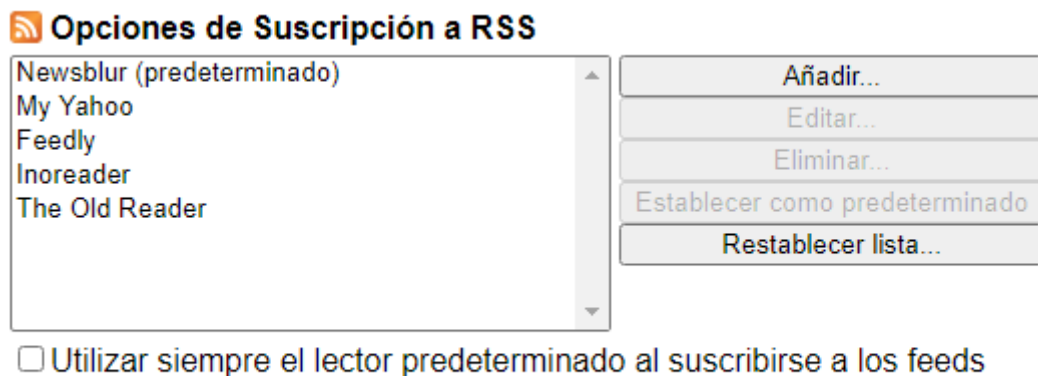 Opciones de Suscripción a RSS
Newsblur (predeterminado)
My Yahoo
Feedly
Inoreader
The Old Reader
Añadir...
Editar...
Eliminar...
Establecer como predeterminado
Restablecer lista...
Utilizar siempre el lector predeterminado al suscribirse a los feeds